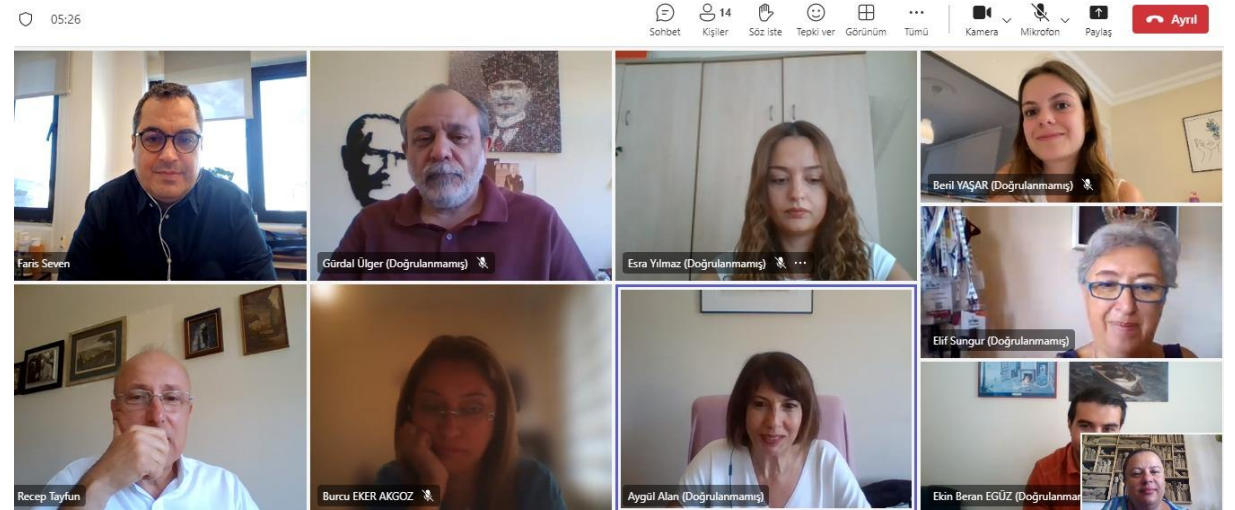 05:26
14
Sohbet
Kişiler
Söz iste
Tepki ver
Görünüm
Tümü
Kamera
Mikrofon
Paylaş
Ayrıl
Faris Seven
Gürdal Ülger (Doğrulanmamış)
Esra Yılmaz (Doğrulanmamış)
Beril YAŞAR (Doğrulanmamış)
Elif Sungur (Doğrulanmamış)
Recep Tayfun
Burcu EKER AKGOZ
Aygül Alan (Doğrulanmamış)
Ekin Beran EGÜZ (Doğrulanmam